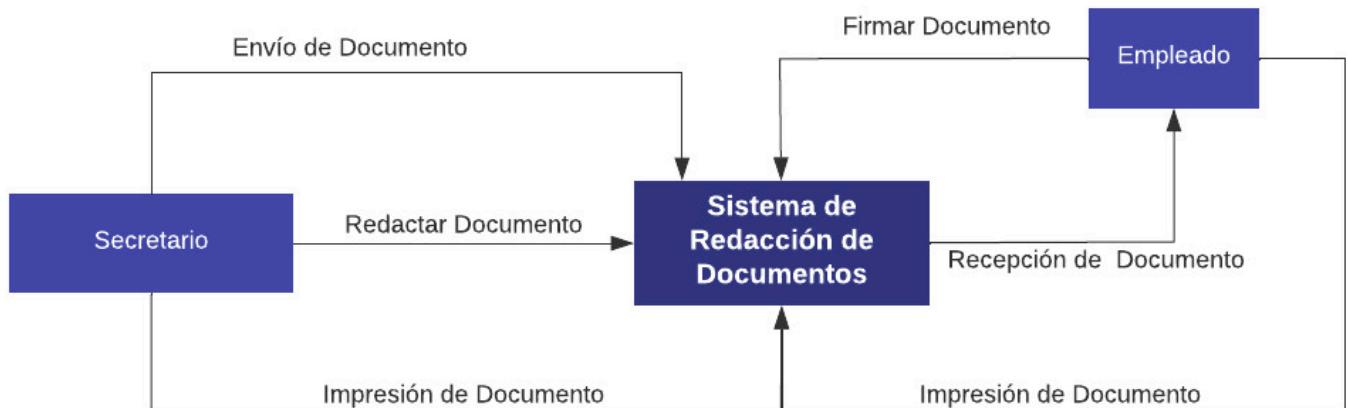 Envío de Documento
Firmar Documento
Empleado
Secretario
Redactar Documento
Sistema de
Redacción de
Documentos
Recepción de Documento
Impresión de Documento
Impresión de Documento